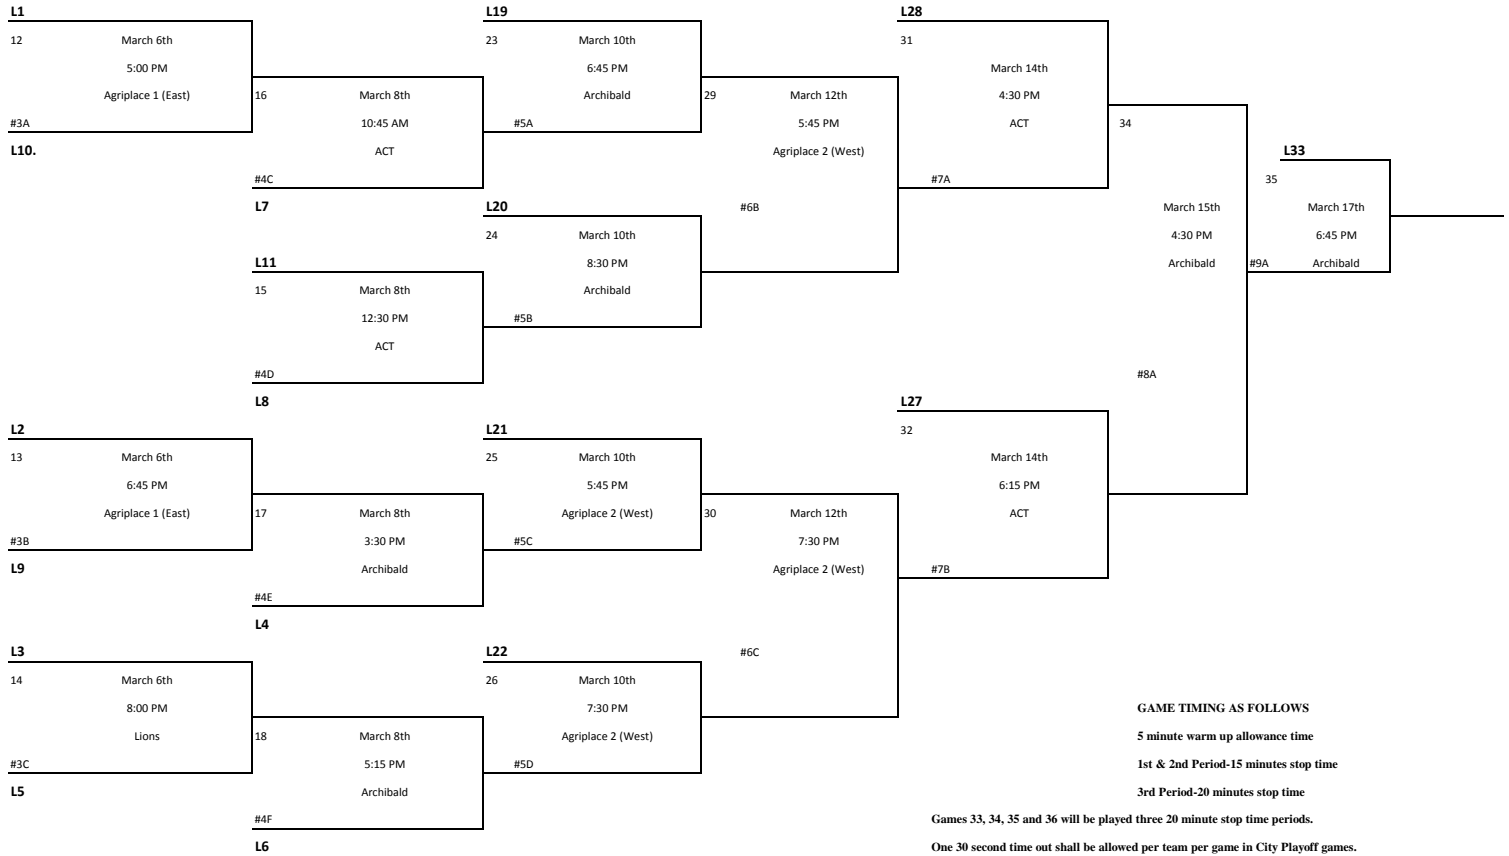 L1
12
March 6th
5:00 PM
Agriplace 1 (East)
#3A
L10.
16
March 8th
10:45 AM
ACT
#4C
L7
L11
15
March 8th
12:30 PM
ACT
#4D
L8
L2
13
March 6th
6:45 PM
Agriplace 1 (East)
#3B
L9
17
March 8th
3:30 PM
Archibald
#4E
L4
L3
14
March 6th
8:00 PM
Lions
#3C
L5
18
March 8th
5:15 PM
Archibald
#4F
L6
L19
23
March 10th
6:45 PM
Archibald
#5A
L20
24
March 10th
8:30 PM
Archibald
#5B
L21
25
March 10th
5:45 PM
Agriplace 2 (West)
#5C
L22
26
March 10th
7:30 PM
Agriplace 2 (West)
#5D
29
March 12th
5:45 PM
Agriplace 2 (West)
#6B
30
March 12th
7:30 PM
Agriplace 2 (West)
#6C
L28
31
March 14th
4:30 PM
ACT
#7A
L27
32
March 14th
6:15 PM
ACT
#7B
34
March 15th
4:30 PM
Archibald
#8A
L33
35
March 17th
6:45 PM
Archibald
#9A
GAME TIMING AS FOLLOWS
5 minute warm up allowance time
1st & 2nd Period-15 minutes stop time
3rd Period-20 minutes stop time
Games 33, 34, 35 and 36 will be played three 20 minute stop time periods.
One 30 second time out shall be allowed per team per game in City Playoff games.